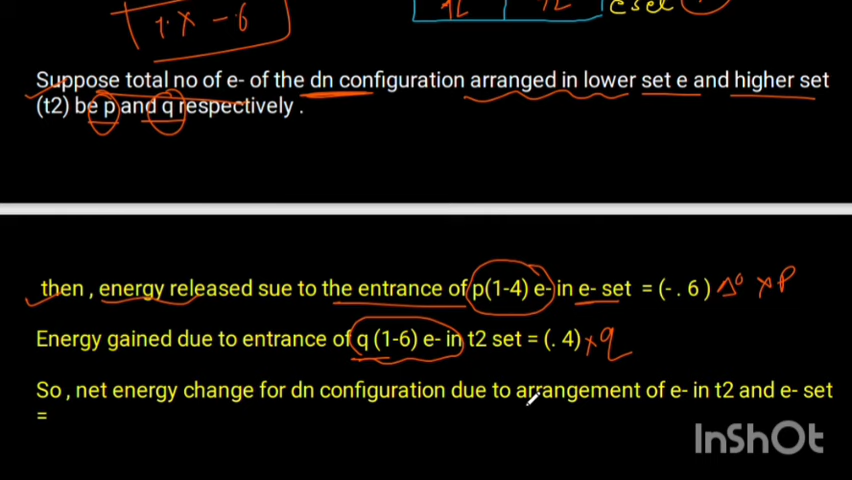 1.X - 6
e set
Suppose total no of e- of the dn configuration arranged in lower set e and higher set
(t2) be p and q respectively .
then , energy released sue to the entrance of p(1-4) e- in e- set = (- . 6 ) Δ° x P
Energy gained due to entrance of q (1-6) e- in t2 set = (. 4) x q
So , net energy change for dn configuration due to arrangement of e- in t2 and e- set
=
InShOt